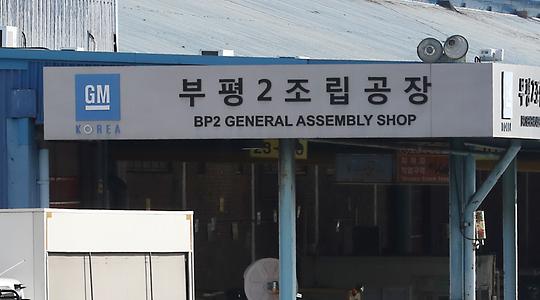 GM
KOREA
부평2조립공장
BP2 GENERAL ASSEMBLY SHOP